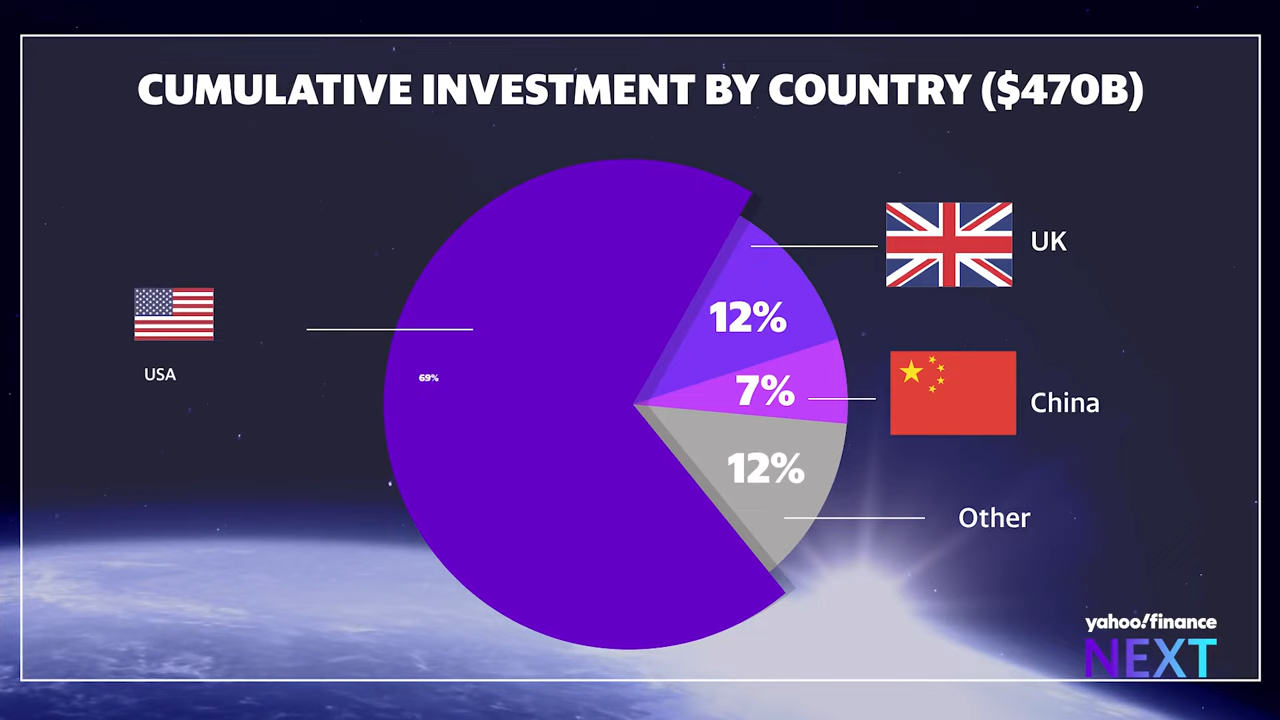 CUMULATIVE INVESTMENT BY COUNTRY ($470B)
UK
USA
69%
12%
7%
China
12%
Other
yahoo!finance
NEXT